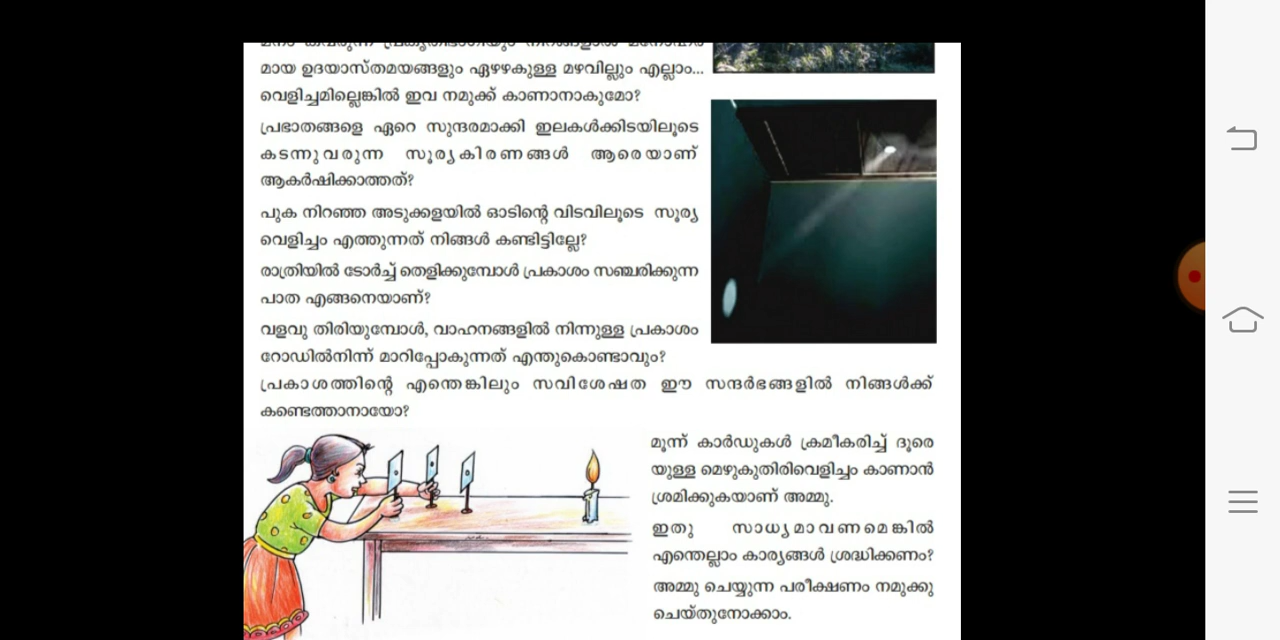 മായ ഉദയാസ്തമയങ്ങളും ഏഴഴകുള്ള മഴവില്ലും എല്ലാം...
വെളിച്ചമില്ലെങ്കിൽ ഇവ നമുക്ക് കാണാനാകുമോ?
പ്രഭാതങ്ങളെ ഏറെ സുന്ദരമാക്കി ഇലകൾക്കിടയിലൂടെ
കടന്നുവരുന്ന സൂര്യകിരണങ്ങൾ ആരെയാണ്
ആകർഷിക്കാത്തത്?
പുക നിറഞ്ഞ അടുക്കളയിൽ ഓടിന്റെ വിടവിലൂടെ സൂര്യ
വെളിച്ചം എത്തുന്നത് നിങ്ങൾ കണ്ടിട്ടില്ലേ?
രാത്രിയിൽ ടോർച്ച് തെളിക്കുമ്പോൾ പ്രകാശം സഞ്ചരിക്കുന്ന
പാത എങ്ങനെയാണ്?
വളവു തിരിയുമ്പോൾ, വാഹനങ്ങളിൽ നിന്നുള്ള പ്രകാശം
റോഡിൽനിന്ന് മാറിപ്പോകുന്നത് എന്തുകൊണ്ടാവും?
പ്രകാശത്തിന്റെ എന്തെങ്കിലും സവിശേഷത ഈ സന്ദർഭങ്ങളിൽ നിങ്ങൾക്ക്
കണ്ടെത്താനായോ?
മൂന്ന് കാർഡുകൾ ക്രമീകരിച്ച് ദൂരെ
യുള്ള മെഴുകുതിരിവെളിച്ചം കാണാൻ
ശ്രമിക്കുകയാണ് അമ്മു.
ഇതു സാധ്യമാവണമെങ്കിൽ
എന്തെല്ലാം കാര്യങ്ങൾ ശ്രദ്ധിക്കണം?
അമ്മു ചെയ്യുന്ന പരീക്ഷണം നമുക്കു
ചെയ്തുനോക്കാം.